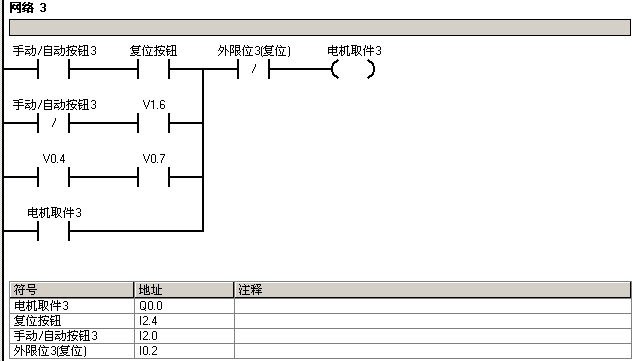 网络 3
手动/自动按钮3 复位按钮 外限位3(复位) 电机取件3
/
手动/自动按钮3 V1.6
/
V0.4 V0.7
电机取件3
符号 地址 注释
电机取件3 Q0.0
复位按钮 I2.4
手动/自动按钮3 I2.0
外限位3(复位) I0.2